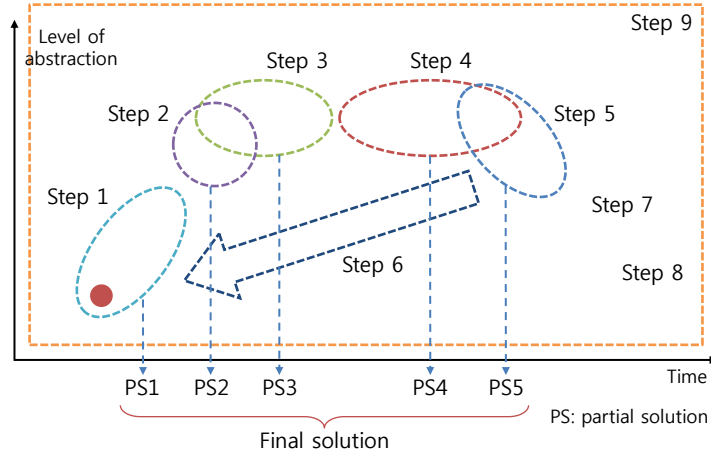 Level of
abstraction
Step 9
Step 3
Step 4
Step 2
Step 5
Step 1
Step 7
Step 6
Step 8
Time
PS1
PS2
PS3
PS4
PS5
PS: partial solution
Final solution